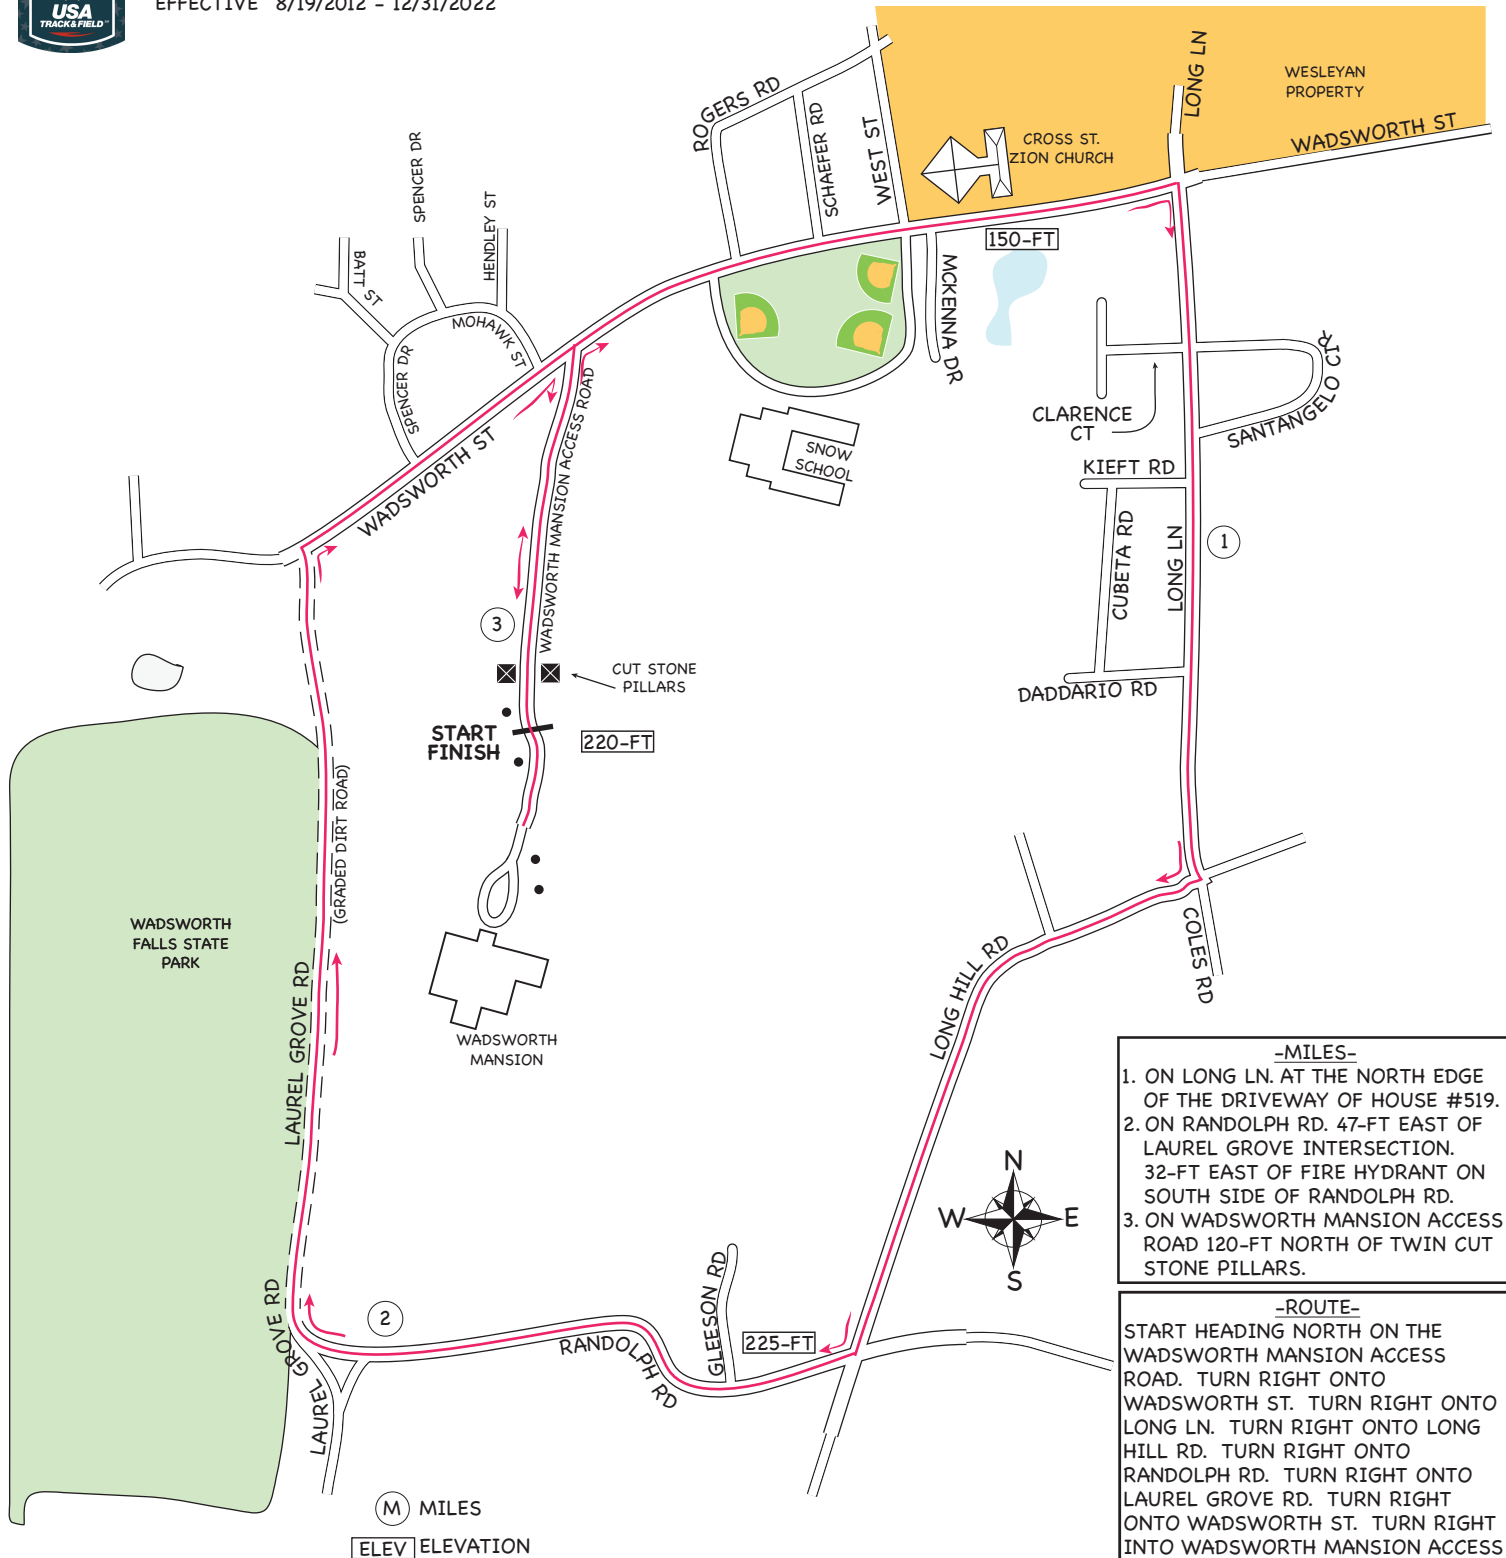 USA
TRACK & FIELD
EFFECTIVE 8/19/2012 - 12/31/2022
WESLEYAN
PROPERTY
LONG LN
WADSWORTH ST
CROSS ST.
ZION CHURCH
ROGERS RD
SCHAEFER RD
WEST ST
SPENCER DR
HENDLEY ST
BATT ST
MOHAWK ST
SPENCER DR
150-FT
MCKENNA DR
WADSWORTH ST
WADSWORTH MANSION ACCESS ROAD
SNOW
SCHOOL
CLARENCE
CT
SANTANGELO CIR
KIEFT RD
CUBETA RD
LONG LN
1
DADDARIO RD
3
CUT STONE
PILLARS
START
FINISH
220-FT
(GRADED DIRT ROAD)
WADSWORTH
FALLS STATE
PARK
LAUREL GROVE RD
WADSWORTH
MANSION
LONG HILL RD
COLES RD
N
W
E
S
GLEESON RD
225-FT
RANDOLPH RD
2
LAUREL GROVE RD
M MILES
ELEV ELEVATION
-MILES-
1. ON LONG LN. AT THE NORTH EDGE
OF THE DRIVEWAY OF HOUSE #519.
2. ON RANDOLPH RD. 47-FT EAST OF
LAUREL GROVE INTERSECTION.
32-FT EAST OF FIRE HYDRANT ON
SOUTH SIDE OF RANDOLPH RD.
3. ON WADSWORTH MANSION ACCESS
ROAD 120-FT NORTH OF TWIN CUT
STONE PILLARS.
-ROUTE-
START HEADING NORTH ON THE
WADSWORTH MANSION ACCESS
ROAD. TURN RIGHT ONTO
WADSWORTH ST. TURN RIGHT ONTO
LONG LN. TURN RIGHT ONTO LONG
HILL RD. TURN RIGHT ONTO
RANDOLPH RD. TURN RIGHT ONTO
LAUREL GROVE RD. TURN RIGHT
ONTO WADSWORTH ST. TURN RIGHT
INTO WADSWORTH MANSION ACCESS